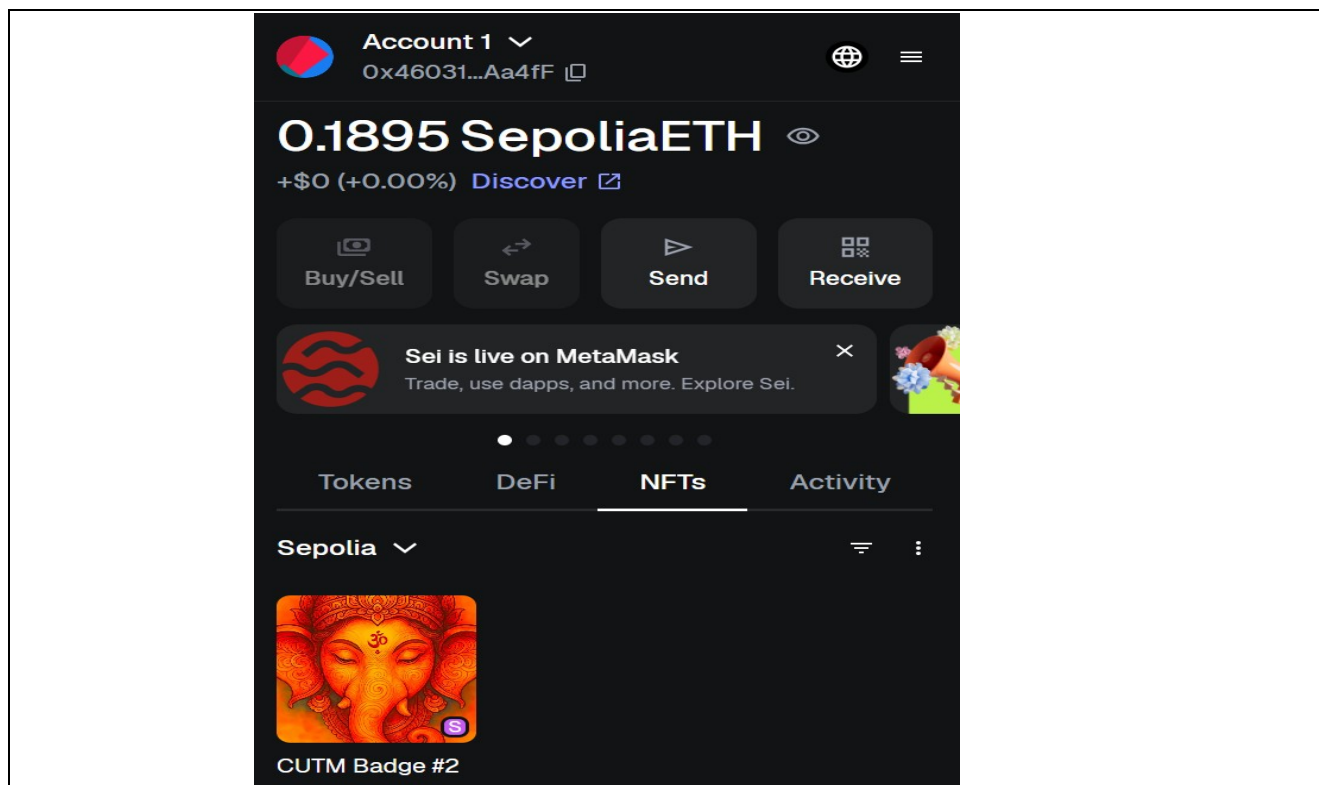 Account 1
0x46031...Aa4fF
0.1895 SepoliaETH
+$0 (+0.00%) Discover
Buy/Sell Swap Send Receive
Sei is live on MetaMask
Trade, use dapps, and more. Explore Sei.
Tokens DeFi NFTs Activity
Sepolia
ॐ
S
CUTM Badge #2